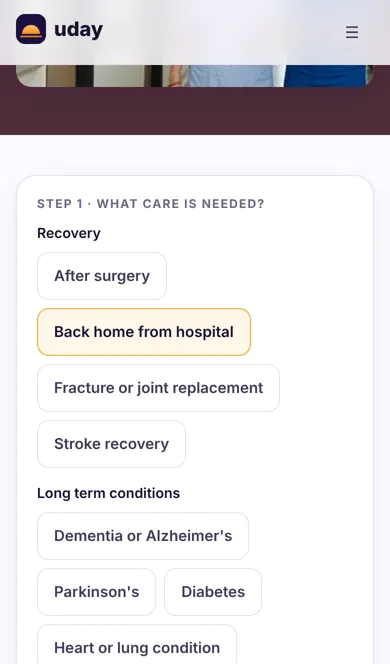 uday
STEP 1 · WHAT CARE IS NEEDED?
Recovery
After surgery
Back home from hospital
Fracture or joint replacement
Stroke recovery
Long term conditions
Dementia or Alzheimer's
Parkinson's Diabetes
Heart or lung condition